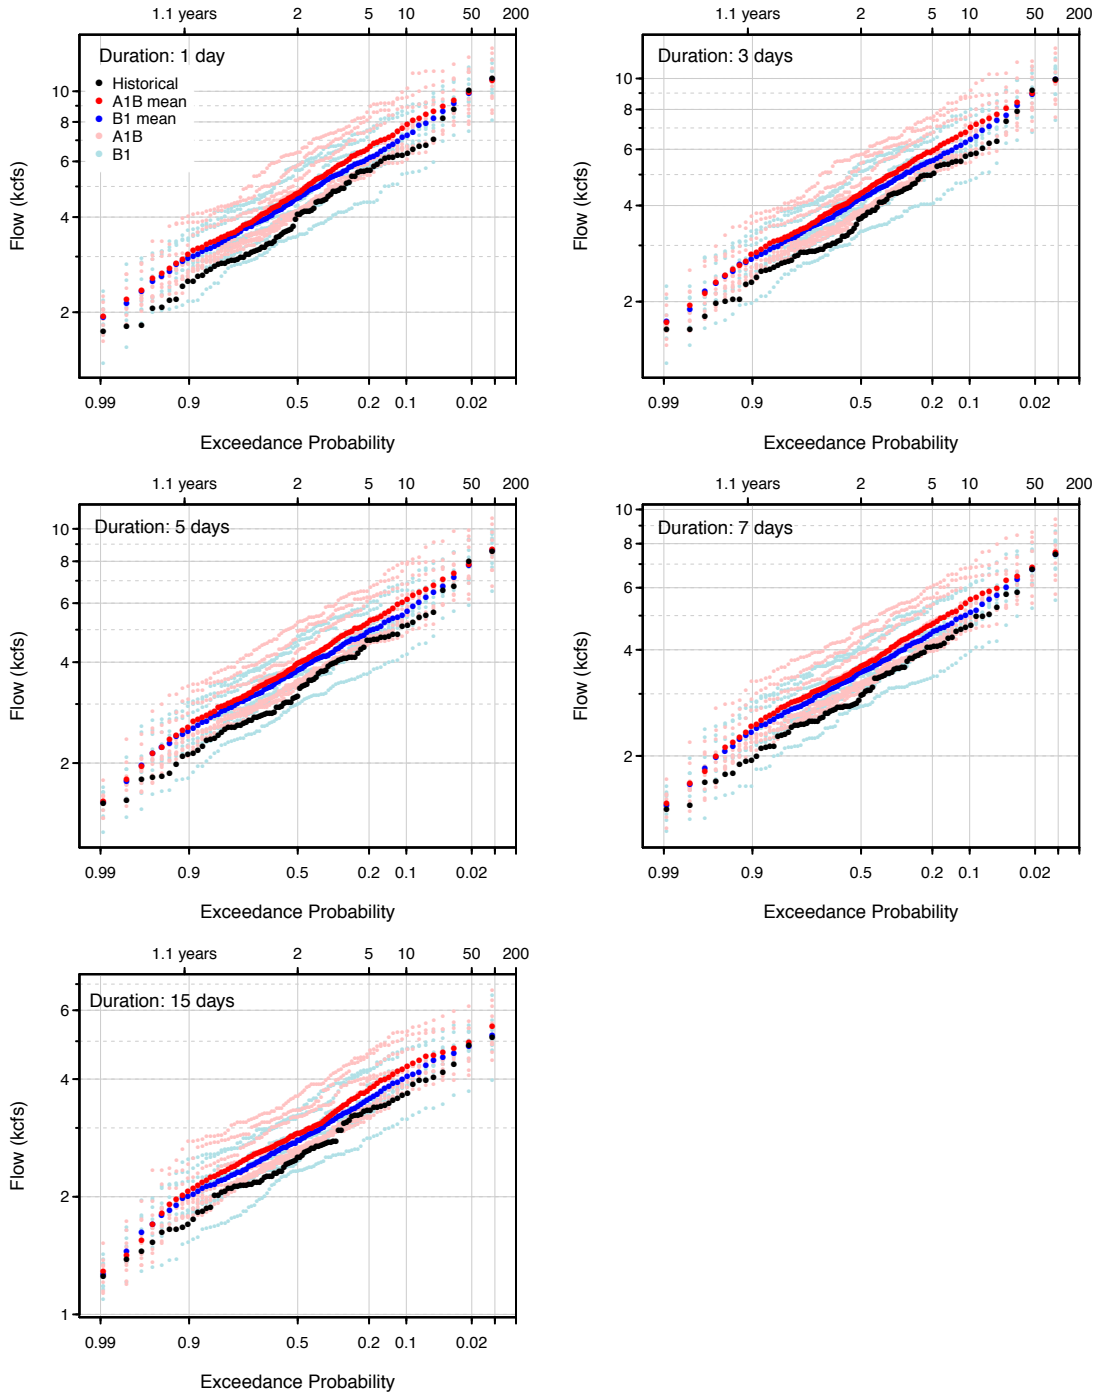 1.1 years 2 5 10 50 200
Duration: 1 day
Historical
A1B mean
B1 mean
A1B
B1
10
8
6
4
2
Flow (kcfs)
0.99 0.9 0.5 0.2 0.1 0.02
Exceedance Probability
1.1 years 2 5 10 50 200
Duration: 3 days
10
8
6
4
2
Flow (kcfs)
0.99 0.9 0.5 0.2 0.1 0.02
Exceedance Probability
1.1 years 2 5 10 50 200
Duration: 5 days
10
8
6
4
2
Flow (kcfs)
0.99 0.9 0.5 0.2 0.1 0.02
Exceedance Probability
1.1 years 2 5 10 50 200
Duration: 7 days
10
8
6
4
2
Flow (kcfs)
0.99 0.9 0.5 0.2 0.1 0.02
Exceedance Probability
1.1 years 2 5 10 50 200
Duration: 15 days
6
4
2
1
Flow (kcfs)
0.99 0.9 0.5 0.2 0.1 0.02
Exceedance Probability